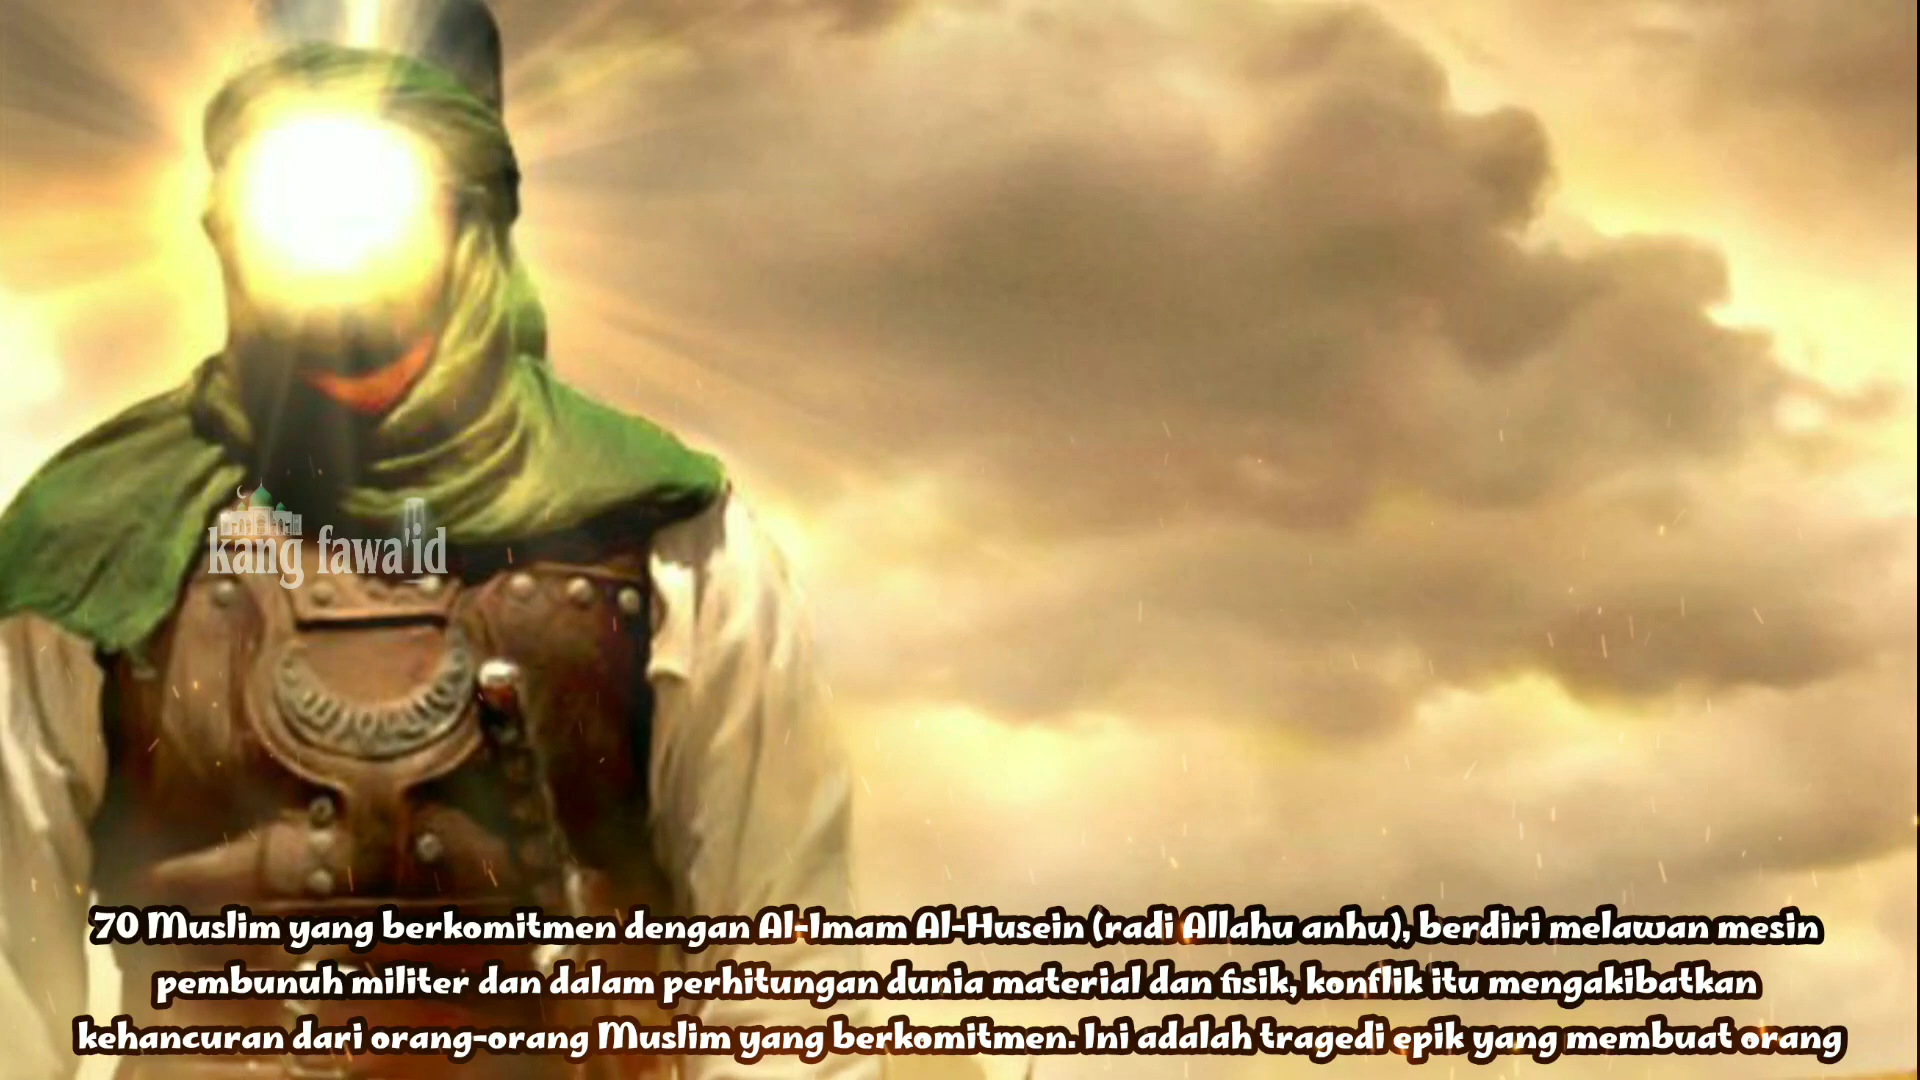 kang fawa'id
70 Muslim yang berkomitmen dengan Al-Imam Al-Husein (radi Allahu anhu), berdiri melawan mesin
pembunuh militer dan dalam perhitungan dunia material dan fisik, konflik itu mengakibatkan
kehancuran dari orang-orang Muslim yang berkomitmen. Ini adalah tragedi epik yang membuat orang